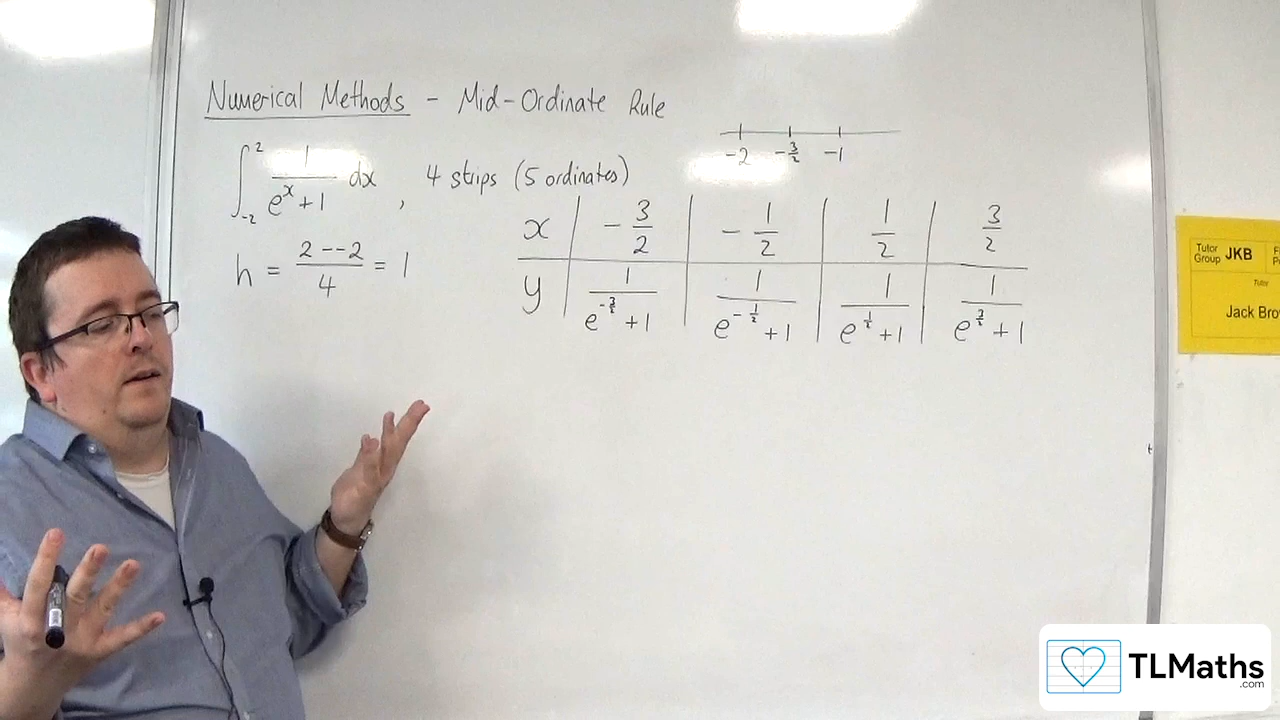 Numerical Methods - Mid-Ordinate Rule
-2 -3/2 -1
∫_{-2}^{2} 1/(e^x + 1) dx , 4 strips (5 ordinates)
h = (2 - -2)/4 = 1
x | -3/2 | -1/2 | 1/2 | 3/2
y | 1/(e^{-3/2} + 1) | 1/(e^{-1/2} + 1) | 1/(e^{1/2} + 1) | 1/(e^{3/2} + 1)
Tutor Group JKB
Tutor
Jack
TLMaths
.com